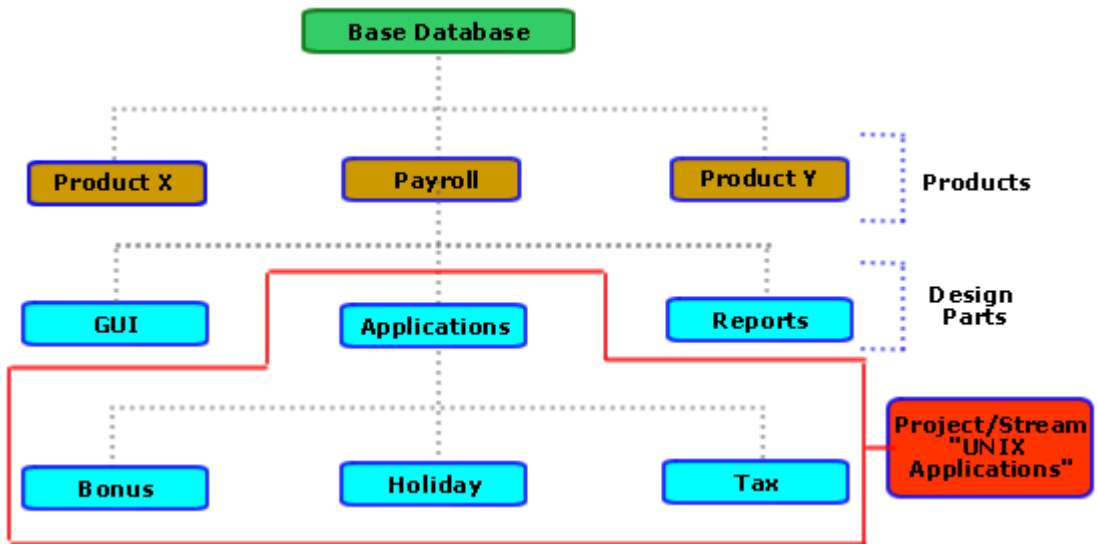 Base Database
Product X
Payroll
Product Y
Products
GUI
Applications
Reports
Design
Parts
Project/Stream
"UNIX
Applications"
Bonus
Holiday
Tax